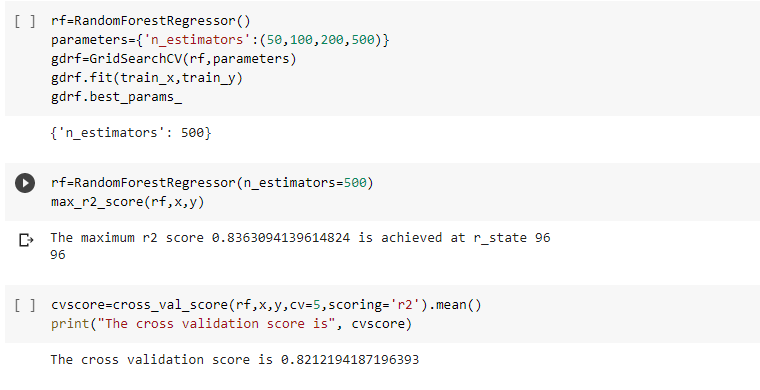 [ ] rf=RandomForestRegressor()
parameters={'n_estimators':(50,100,200,500)}
gdrf=GridSearchCV(rf,parameters)
gdrf.fit(train_x,train_y)
gdrf.best_params_
{'n_estimators': 500}
rf=RandomForestRegressor(n_estimators=500)
max_r2_score(rf,x,y)
The maximum r2 score 0.8363094139614824 is achieved at r_state 96
96
[ ] cvscore=cross_val_score(rf,x,y,cv=5,scoring='r2').mean()
print("The cross validation score is", cvscore)
The cross validation score is 0.8212194187196393